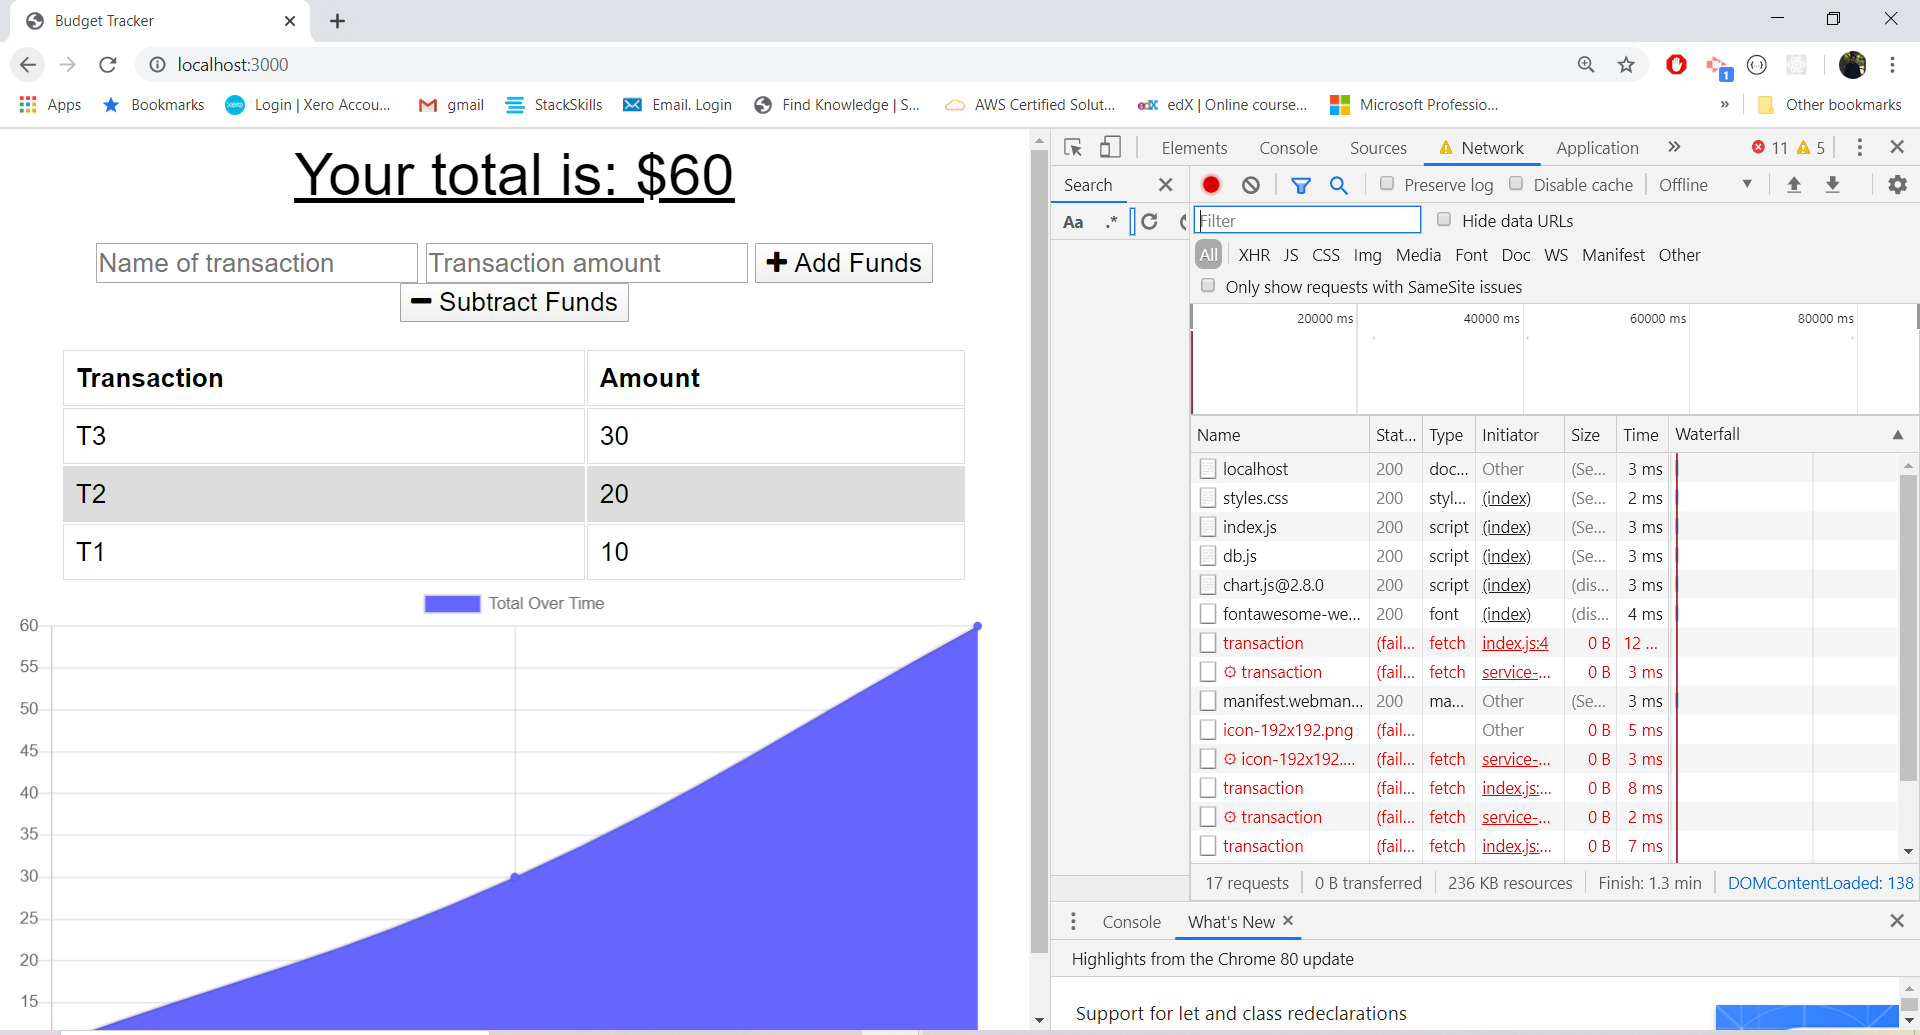 Budget Tracker
localhost:3000
1
Apps Bookmarks Login | Xero Accou... gmail StackSkills Email. Login Find Knowledge | S... AWS Certified Solut... edX | Online course... Microsoft Professio... » Other bookmarks
Your total is: $60
Name of transaction Transaction amount Add Funds
Subtract Funds
Transaction Amount
T3 30
T2 20
T1 10
Total Over Time
60
55
50
45
40
35
30
25
20
15
Elements Console Sources Network Application » 11 5
Search Preserve log Disable cache Offline
Aa .* Filter Hide data URLs
All XHR JS CSS Img Media Font Doc WS Manifest Other
Only show requests with SameSite issues
20000 ms 40000 ms 60000 ms 80000 ms
Name Stat... Type Initiator Size Time Waterfall
localhost 200 doc... Other (Se... 3 ms
styles.css 200 styl... (index) (Se... 2 ms
index.js 200 script (index) (Se... 3 ms
db.js 200 script (index) (Se... 3 ms
chart.js@2.8.0 200 script (index) (dis... 3 ms
fontawesome-we... 200 font (index) (dis... 4 ms
transaction (fail... fetch index.js:4 0 B 12 ...
transaction (fail... fetch service-... 0 B 3 ms
manifest.webman... 200 ma... Other (Se... 3 ms
icon-192x192.png (fail... Other 0 B 5 ms
icon-192x192.... (fail... fetch service-... 0 B 3 ms
transaction (fail... fetch index.js:... 0 B 8 ms
transaction (fail... fetch service-... 0 B 2 ms
transaction (fail... fetch index.js:... 0 B 7 ms
17 requests 0 B transferred 236 KB resources Finish: 1.3 min DOMContentLoaded: 138
Console What's New
Highlights from the Chrome 80 update
Support for let and class redeclarations